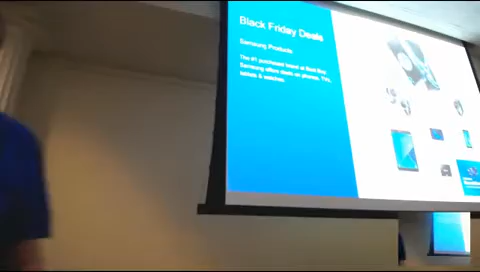 Black Friday Deals
Samsung Products
The #1 purchased brand at Best Buy.
Samsung offers deals on phones, TVs,
tablets & watches.